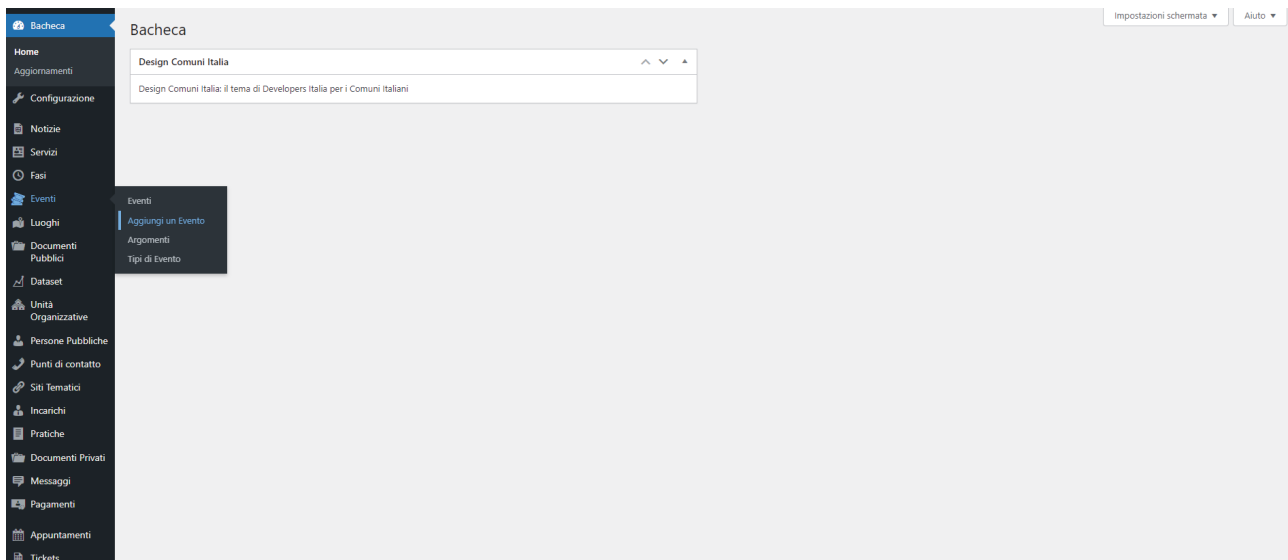 Bacheca
Home
Aggiornamenti
Configurazione
Notizie
Servizi
Fasi
Eventi
Luoghi
Documenti
Pubblici
Dataset
Unità
Organizzative
Persone Pubbliche
Punti di contatto
Siti Tematici
Incarichi
Pratiche
Documenti Privati
Messaggi
Pagamenti
Appuntamenti
Tickets
Eventi
Aggiungi un Evento
Argomenti
Tipi di Evento
Impostazioni schermata
Aiuto
Bacheca
Design Comuni Italia
Design Comuni Italia: il tema di Developers Italia per i Comuni Italiani